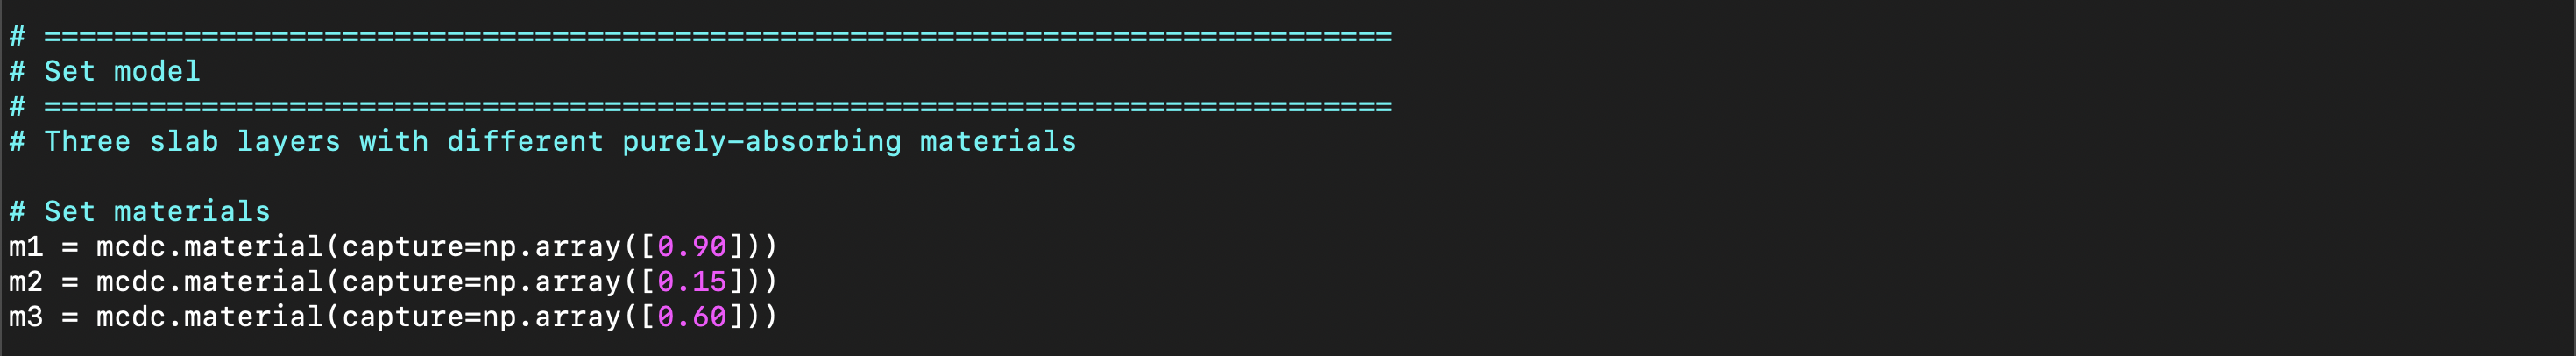 # =============================================================================
# Set model
# =============================================================================
# Three slab layers with different purely-absorbing materials
# Set materials
m1 = mcdc.material(capture=np.array([0.90]))
m2 = mcdc.material(capture=np.array([0.15]))
m3 = mcdc.material(capture=np.array([0.60]))